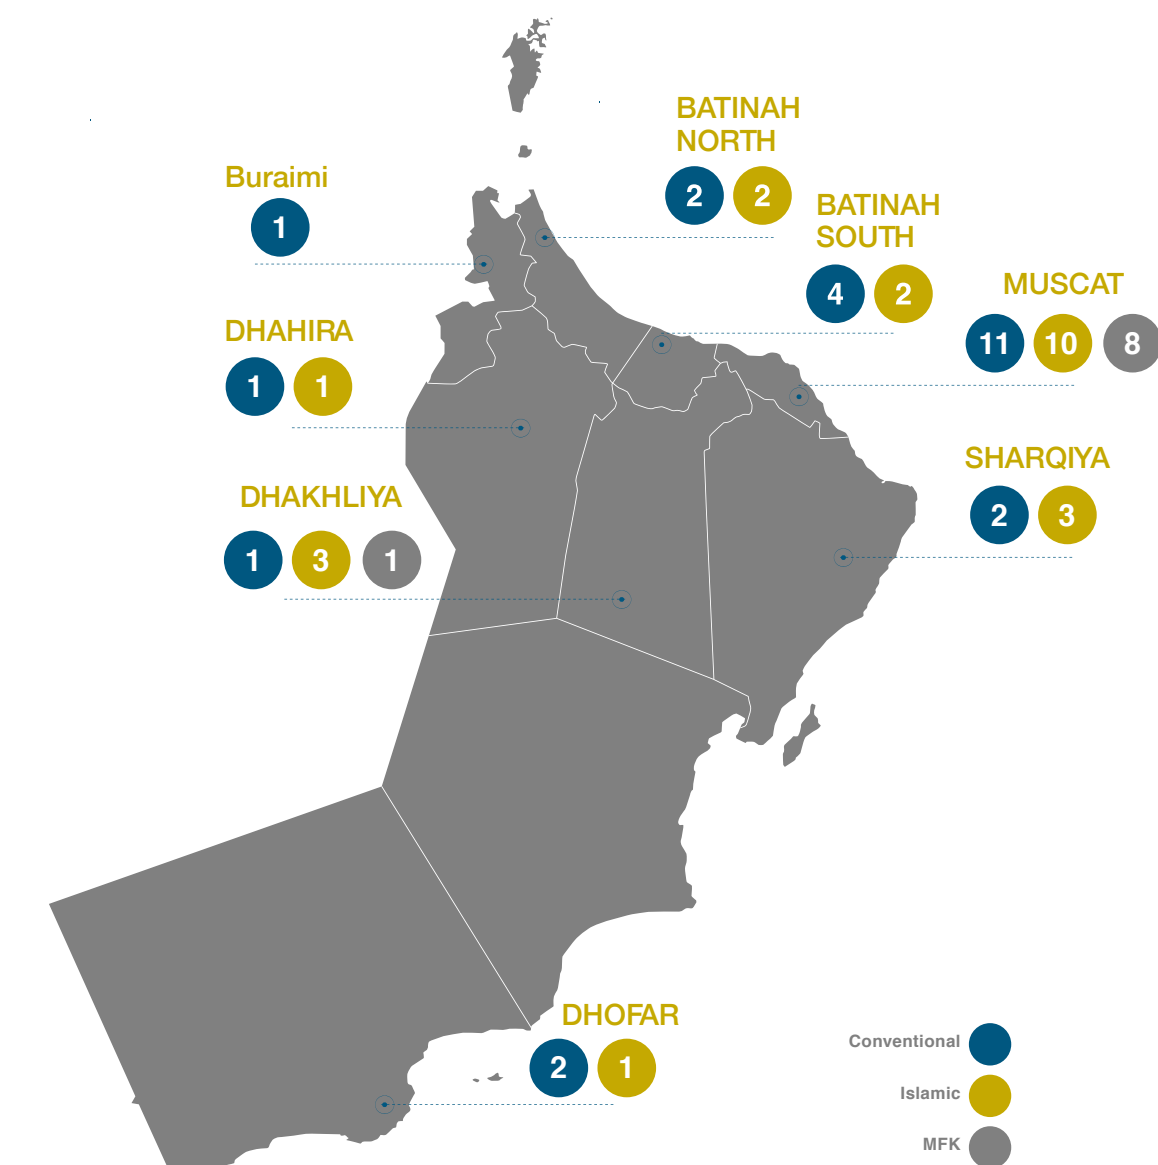 BATINAH
NORTH
2 2
Buraimi
1
BATINAH
SOUTH
4 2
MUSCAT
11 10 8
DHAHIRA
1 1
SHARQIYA
2 3
DHAKHLIYA
1 3 1
DHOFAR
2 1
Conventional
Islamic
MFK